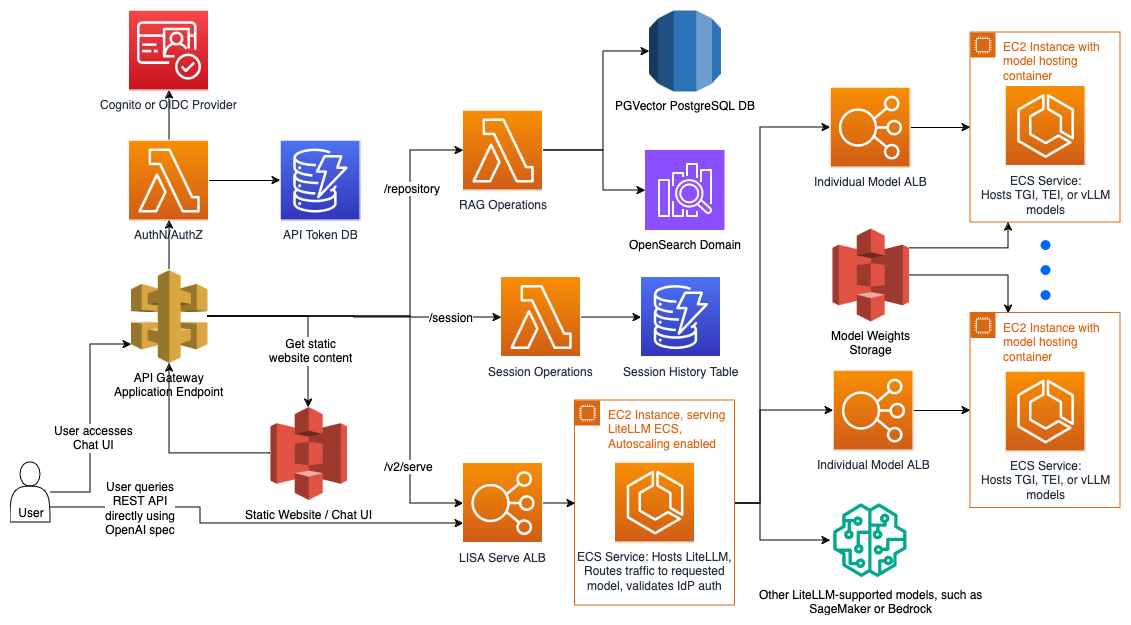 Cognito or OIDC Provider
AuthN/AuthZ
API Token DB
API Gateway
Application Endpoint
User accesses
Chat UI
User
User queries
REST API
directly using
OpenAI spec
Get static
website content
Static Website / Chat UI
/repository
/session
/v2/serve
RAG Operations
PGVector PostgreSQL DB
OpenSearch Domain
Session Operations
Session History Table
LISA Serve ALB
EC2 Instance, serving
LiteLLM ECS,
Autoscaling enabled
ECS Service: Hosts LiteLLM,
Routes traffic to requested
model, validates IdP auth
Individual Model ALB
EC2 Instance with
model hosting
container
ECS Service:
Hosts TGI, TEI, or vLLM
models
Model Weights
Storage
Individual Model ALB
EC2 Instance with
model hosting
container
ECS Service:
Hosts TGI, TEI, or vLLM
models
Other LiteLLM-supported models, such as
SageMaker or Bedrock